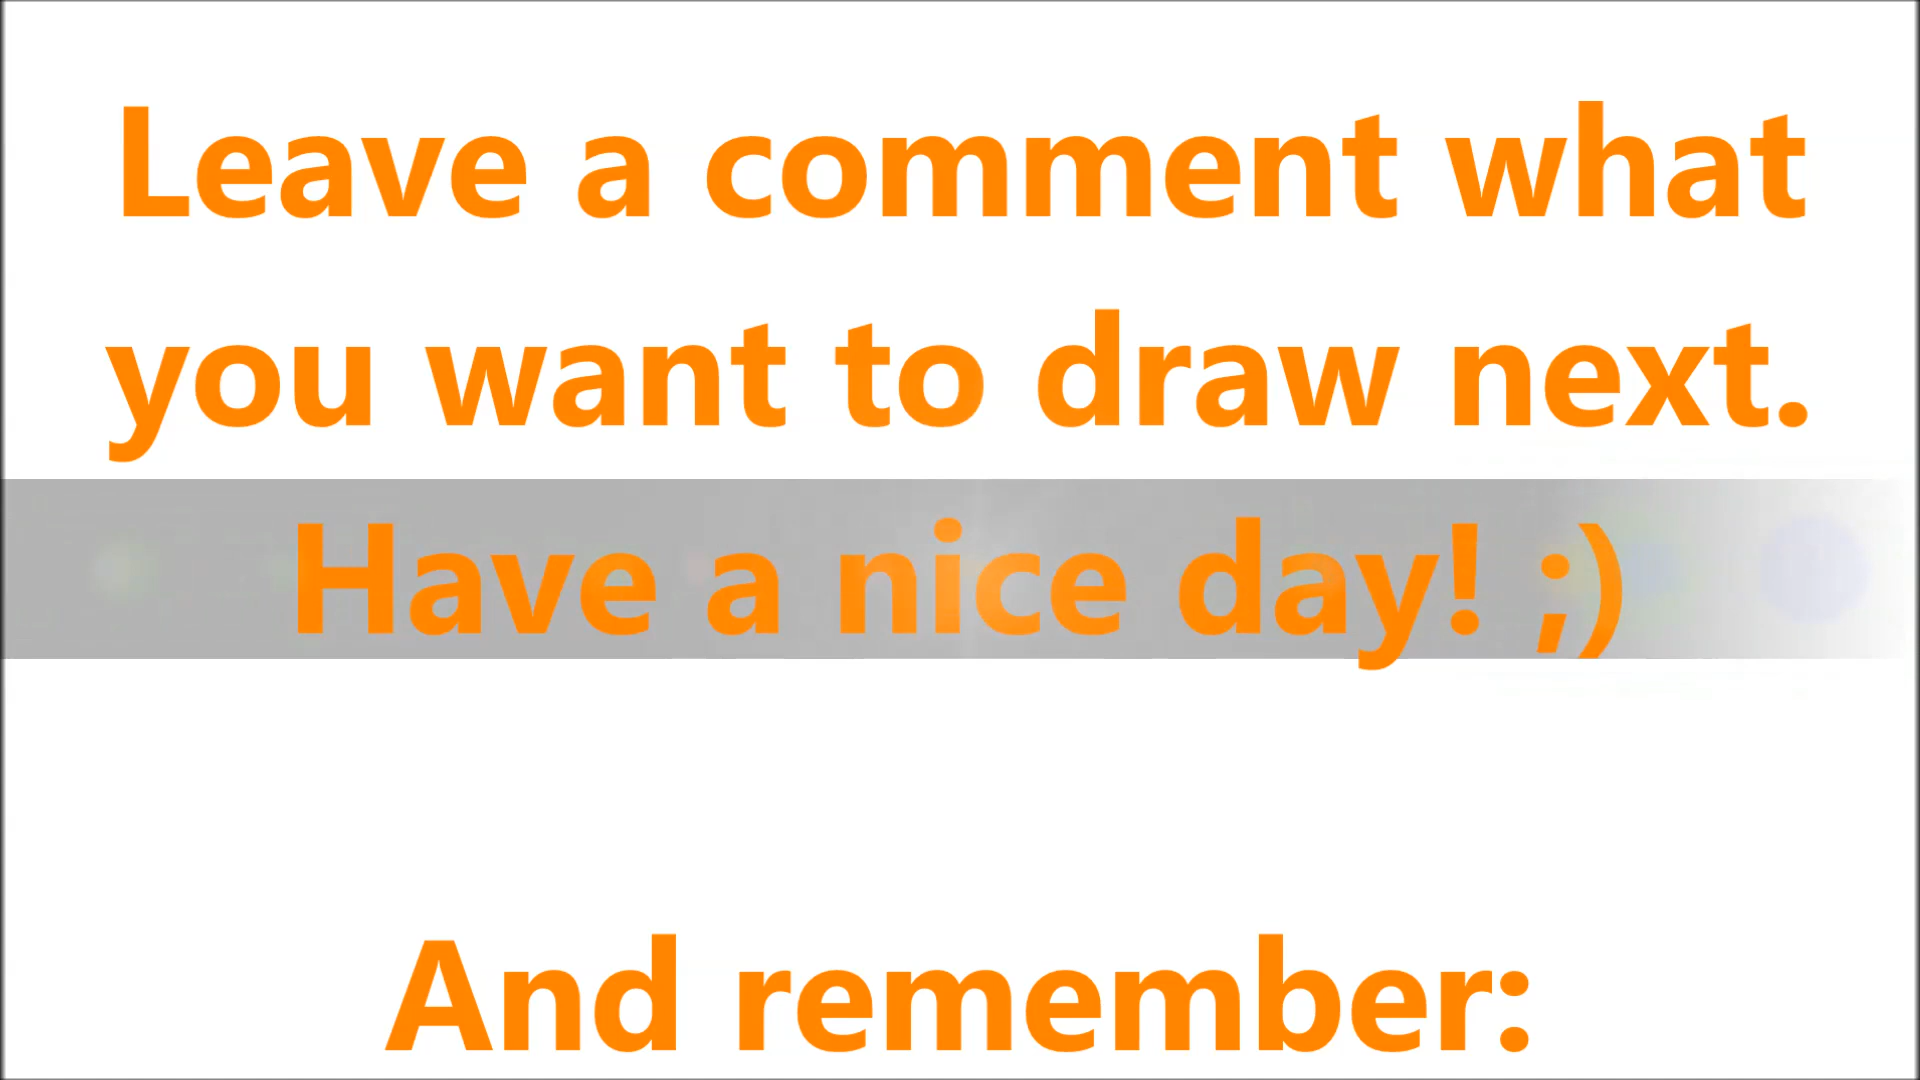 Leave a comment what
you want to draw next.
Have a nice day! ;)
And remember: